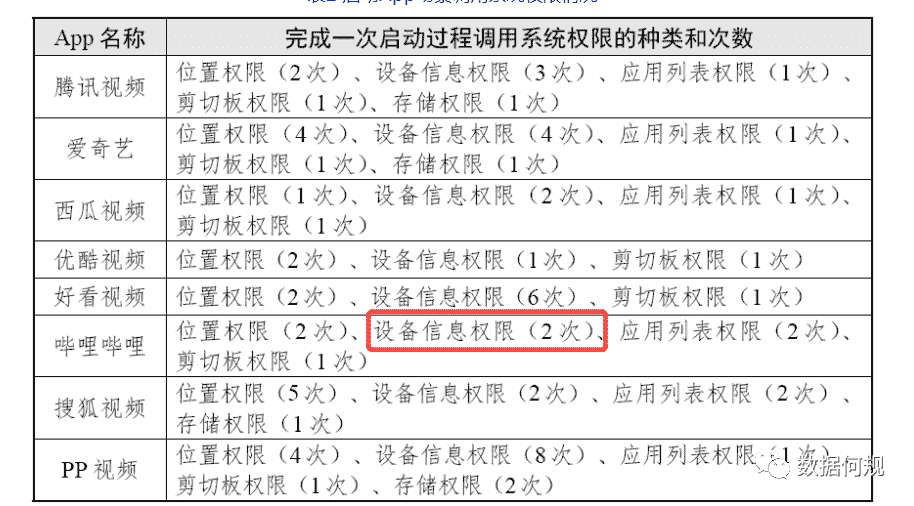 App 名称
完成一次启动过程调用系统权限的种类和次数
腾讯视频
位置权限（2 次）、设备信息权限（3 次）、应用列表权限（1 次）、
剪切板权限（1 次）、存储权限（1 次）
爱奇艺
位置权限（4 次）、设备信息权限（4 次）、应用列表权限（1 次）、
剪切板权限（1 次）、存储权限（1 次）
西瓜视频
位置权限（1 次）、设备信息权限（2 次）、应用列表权限（1 次）、
剪切板权限（1 次）
优酷视频
位置权限（2 次）、设备信息权限（1 次）、剪切板权限（1 次）
好看视频
位置权限（2 次）、设备信息权限（6 次）、剪切板权限（1 次）
哔哩哔哩
位置权限（2 次）、设备信息权限（2 次）、应用列表权限（2 次）、
剪切板权限（1 次）
搜狐视频
位置权限（5 次）、设备信息权限（2 次）、应用列表权限（2 次）、
存储权限（1 次）
PP 视频
位置权限（4 次）、设备信息权限（8 次）、应用列表权限（1 次）、
剪切板权限（1 次）、存储权限（2 次）
数据何规